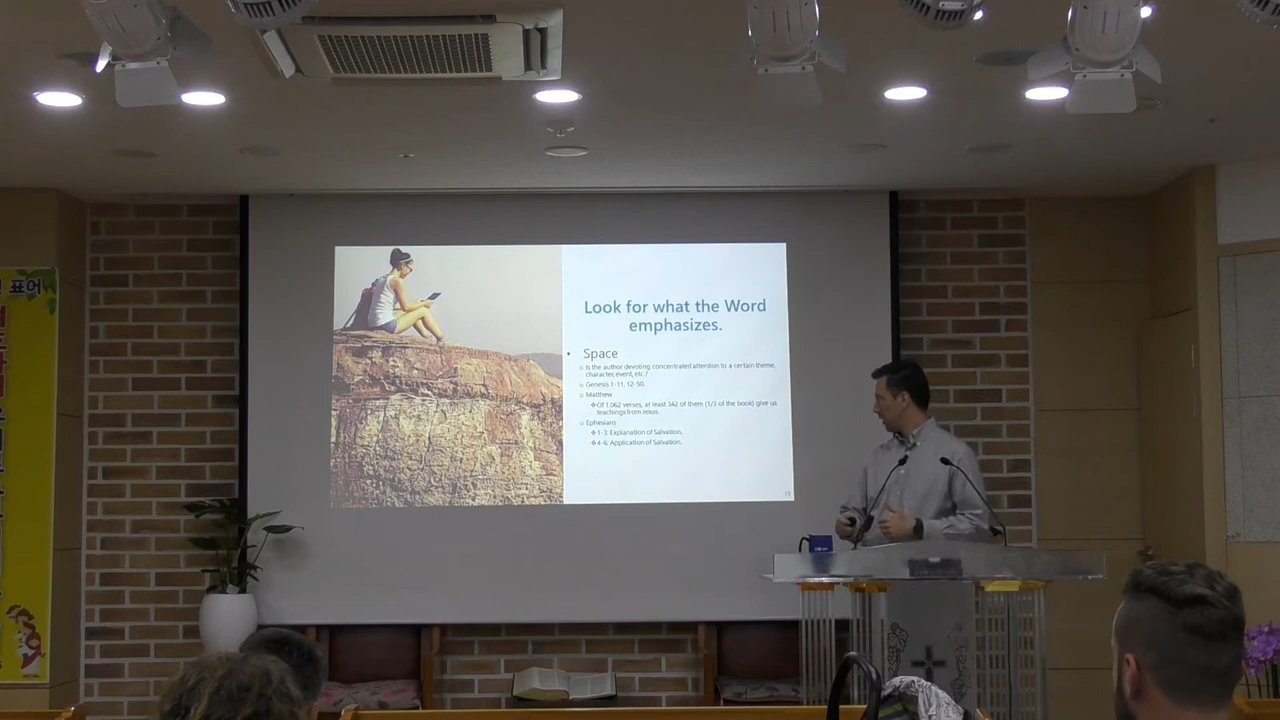 표어
Look for what the Word
emphasizes.
• Space
o Is the author devoting concentrated attention to a certain theme,
character, event, etc.?
o Genesis 1-11, 12-50.
o Matthew
❖Of 1,062 verses, at least 342 of them (1/3 of the book) give us
teachings from Jesus.
o Ephesians
❖1-3: Explanation of Salvation.
❖4-6: Application of Salvation.